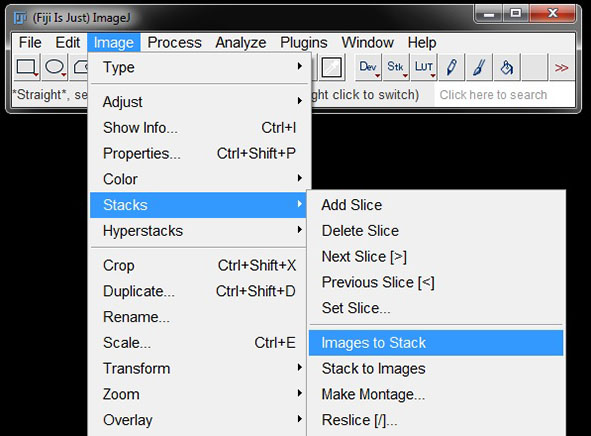 (Fiji Is Just) ImageJ
File Edit Image Process Analyze Plugins Window Help
Dev Stk LUT >>
*Straight*, se ght click to switch) Click here to search
Type
Adjust
Show Info... Ctrl+I
Properties... Ctrl+Shift+P
Color
Stacks
Hyperstacks
Crop Ctrl+Shift+X
Duplicate... Ctrl+Shift+D
Rename...
Scale... Ctrl+E
Transform
Zoom
Overlay
Add Slice
Delete Slice
Next Slice [>]
Previous Slice [<]
Set Slice...
Images to Stack
Stack to Images
Make Montage...
Reslice [/]...